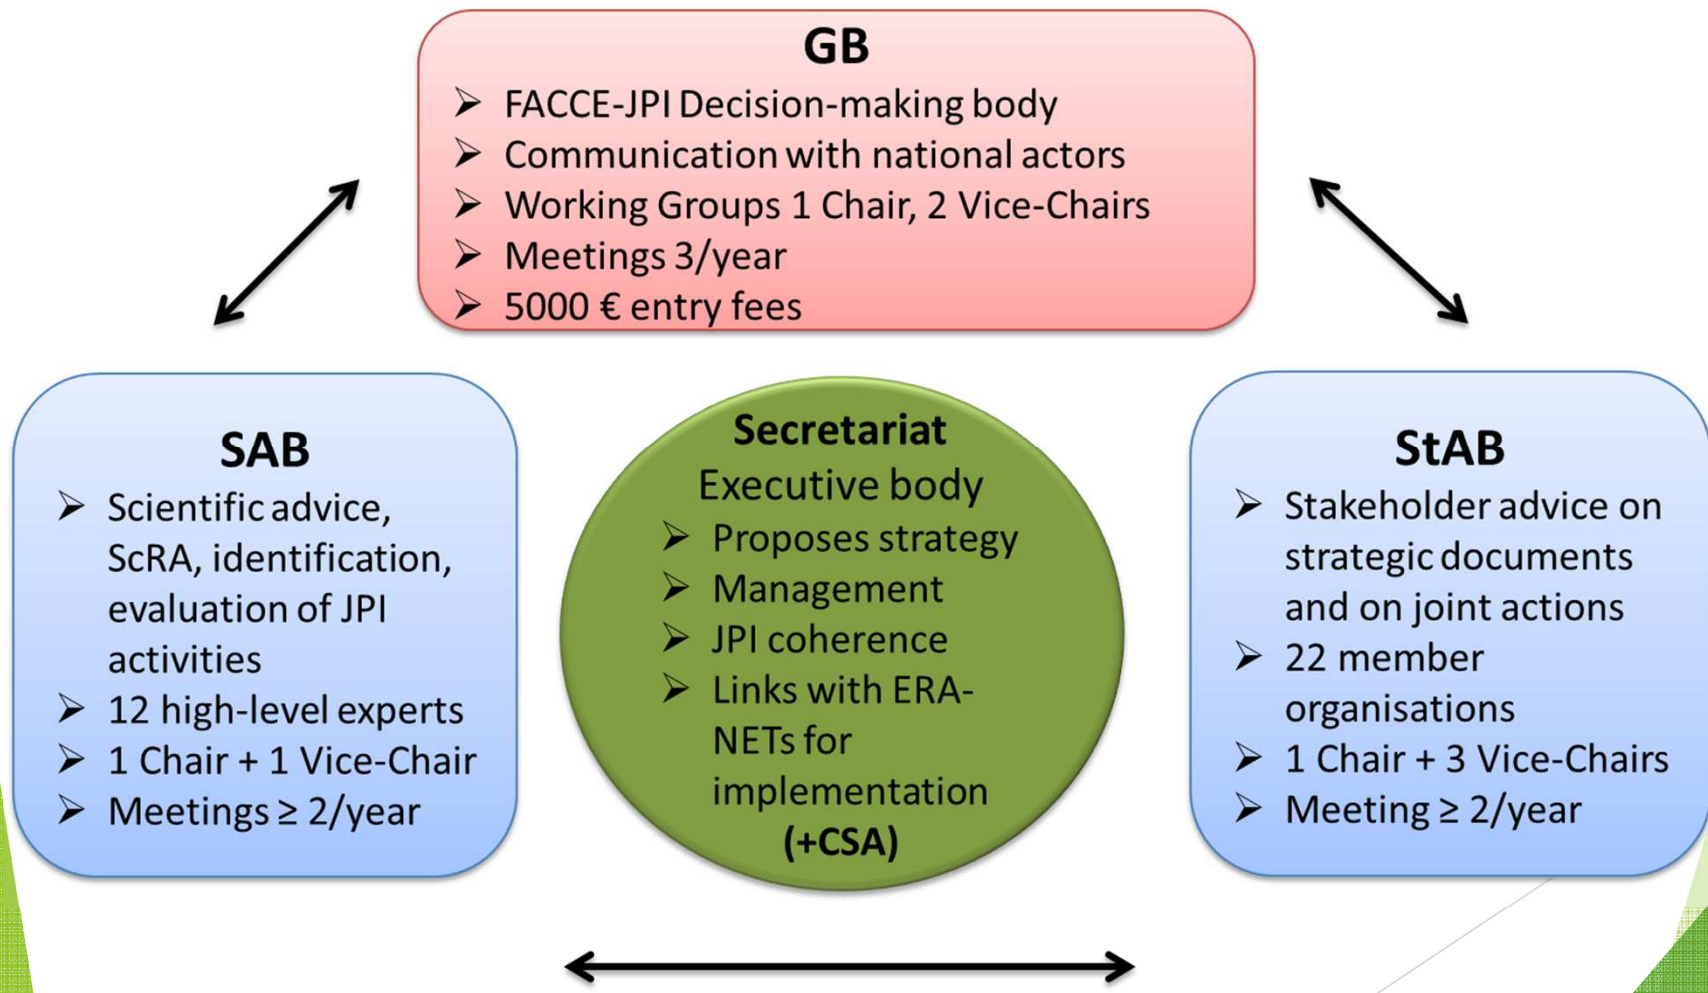 GB
➢ FACCE-JPI Decision-making body
➢ Communication with national actors
➢ Working Groups 1 Chair, 2 Vice-Chairs
➢ Meetings 3/year
➢ 5000 € entry fees
SAB
➢ Scientific advice,
ScRA, identification,
evaluation of JPI
activities
➢ 12 high-level experts
➢ 1 Chair + 1 Vice-Chair
➢ Meetings ≥ 2/year
Secretariat
Executive body
➢ Proposes strategy
➢ Management
➢ JPI coherence
➢ Links with ERA-
NETs for
implementation
(+CSA)
StAB
➢ Stakeholder advice on
strategic documents
and on joint actions
➢ 22 member
organisations
➢ 1 Chair + 3 Vice-Chairs
➢ Meeting ≥ 2/year